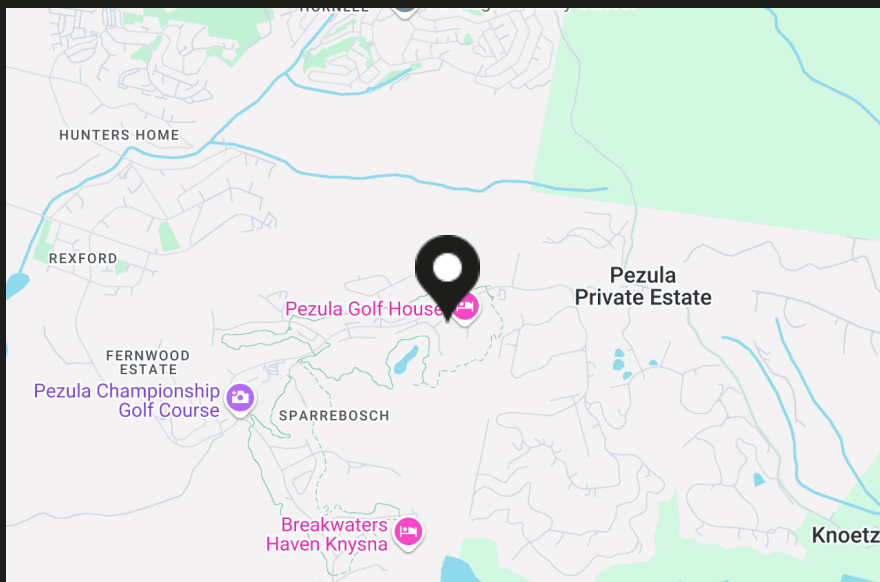 HUNTERS HOME
REXFORD
Pezula
Private Estate
Pezula Golf House
FERNWOOD
ESTATE
Pezula Championship
Golf Course
SPARREBOSCH
Breakwaters
Haven Knysna
Knoetz